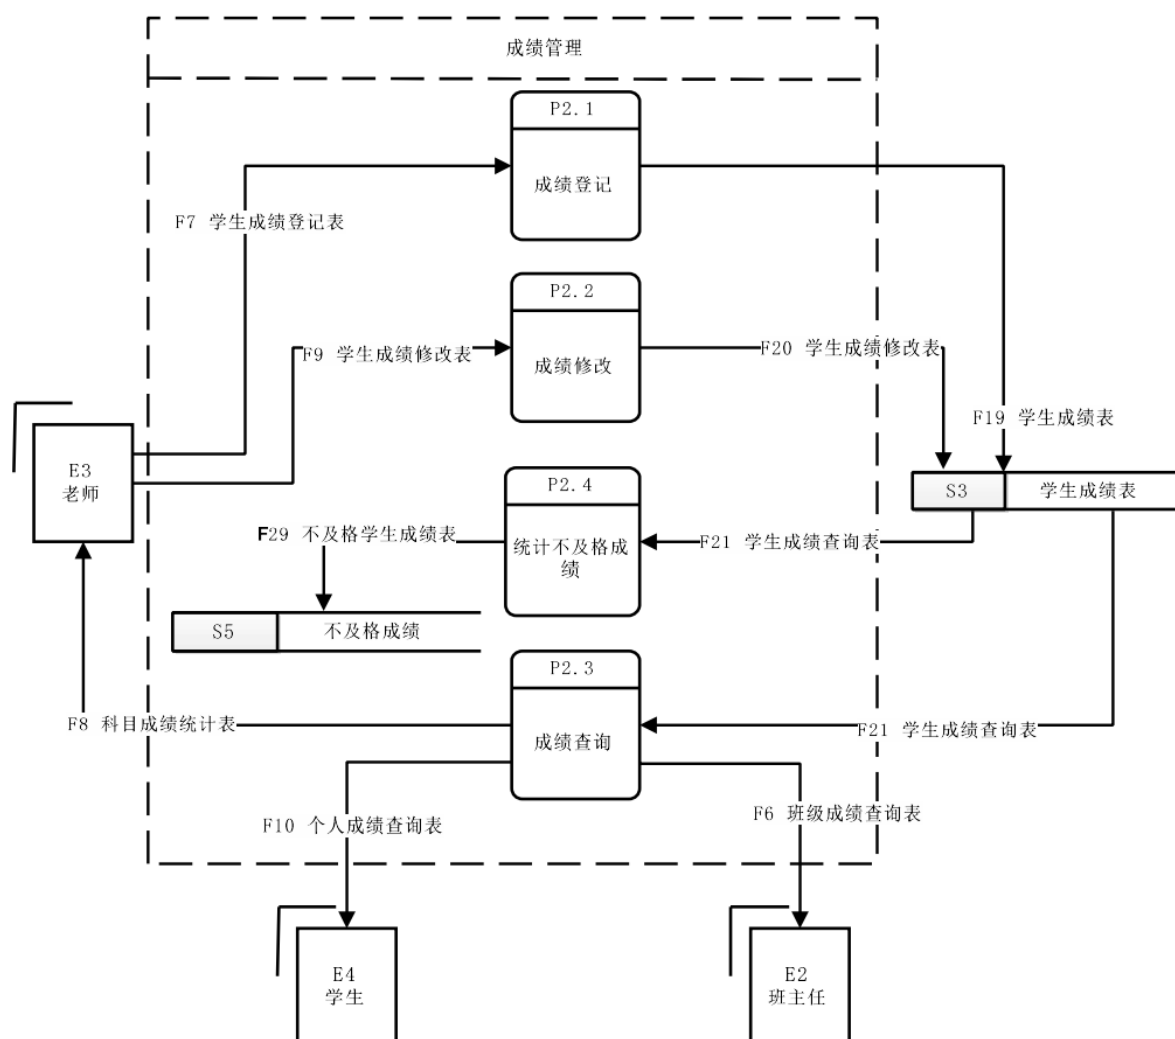 成绩管理
P2.1
成绩登记
F7 学生成绩登记表
P2.2
F9 学生成绩修改表
成绩修改
F20 学生成绩修改表
F19 学生成绩表
E3
老师
P2.4
S3
学生成绩表
F29 不及格学生成绩表
统计不及格成
绩
F21 学生成绩查询表
S5
不及格成绩
P2.3
F8 科目成绩统计表
成绩查询
F21 学生成绩查询表
F10 个人成绩查询表
F6 班级成绩查询表
E4
学生
E2
班主任